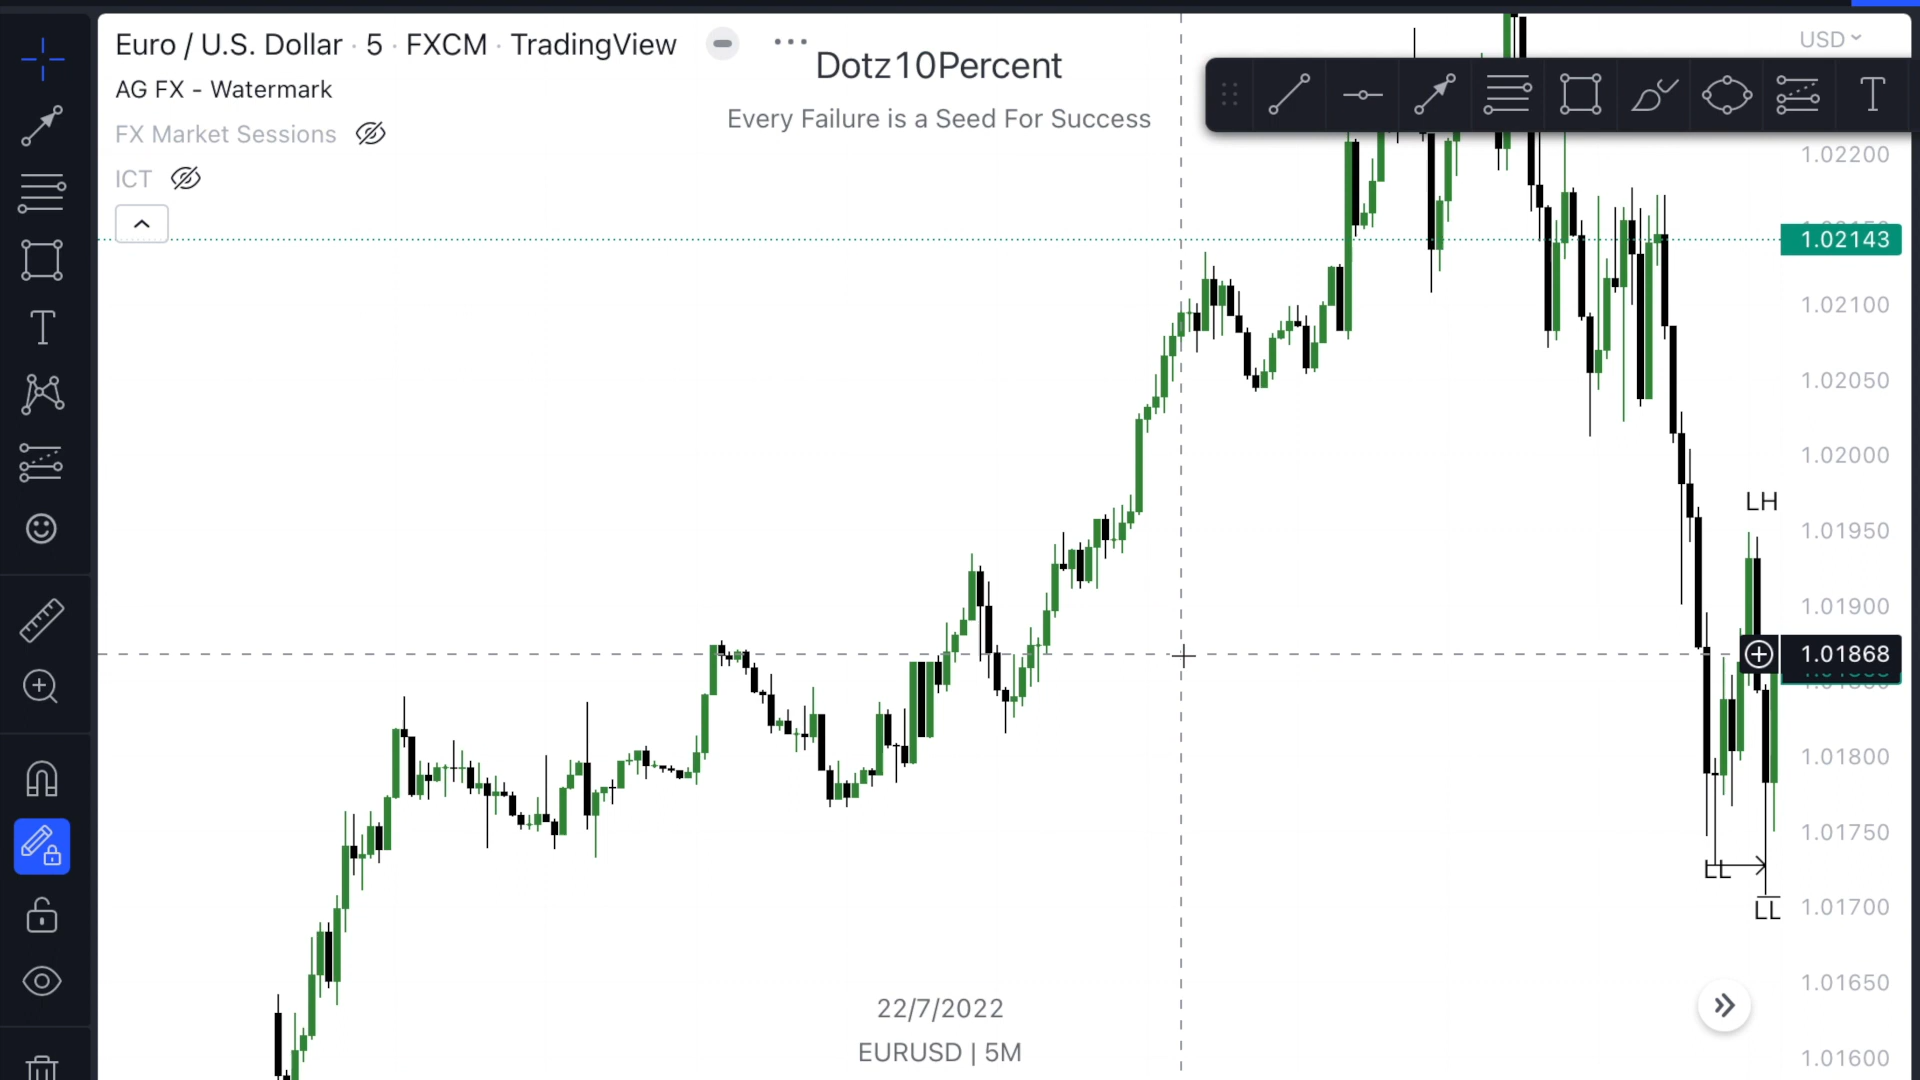 Euro / U.S. Dollar · 5 · FXCM · TradingView
AG FX - Watermark
FX Market Sessions
ICT
Dotz10Percent
Every Failure is a Seed For Success
USD
1.02200
1.02143
1.02100
1.02050
1.02000
LH
1.01950
1.01900
1.01868
1.01800
1.01750
LL
1.01700
LL
1.01650
22/7/2022
EURUSD | 5M
1.01600